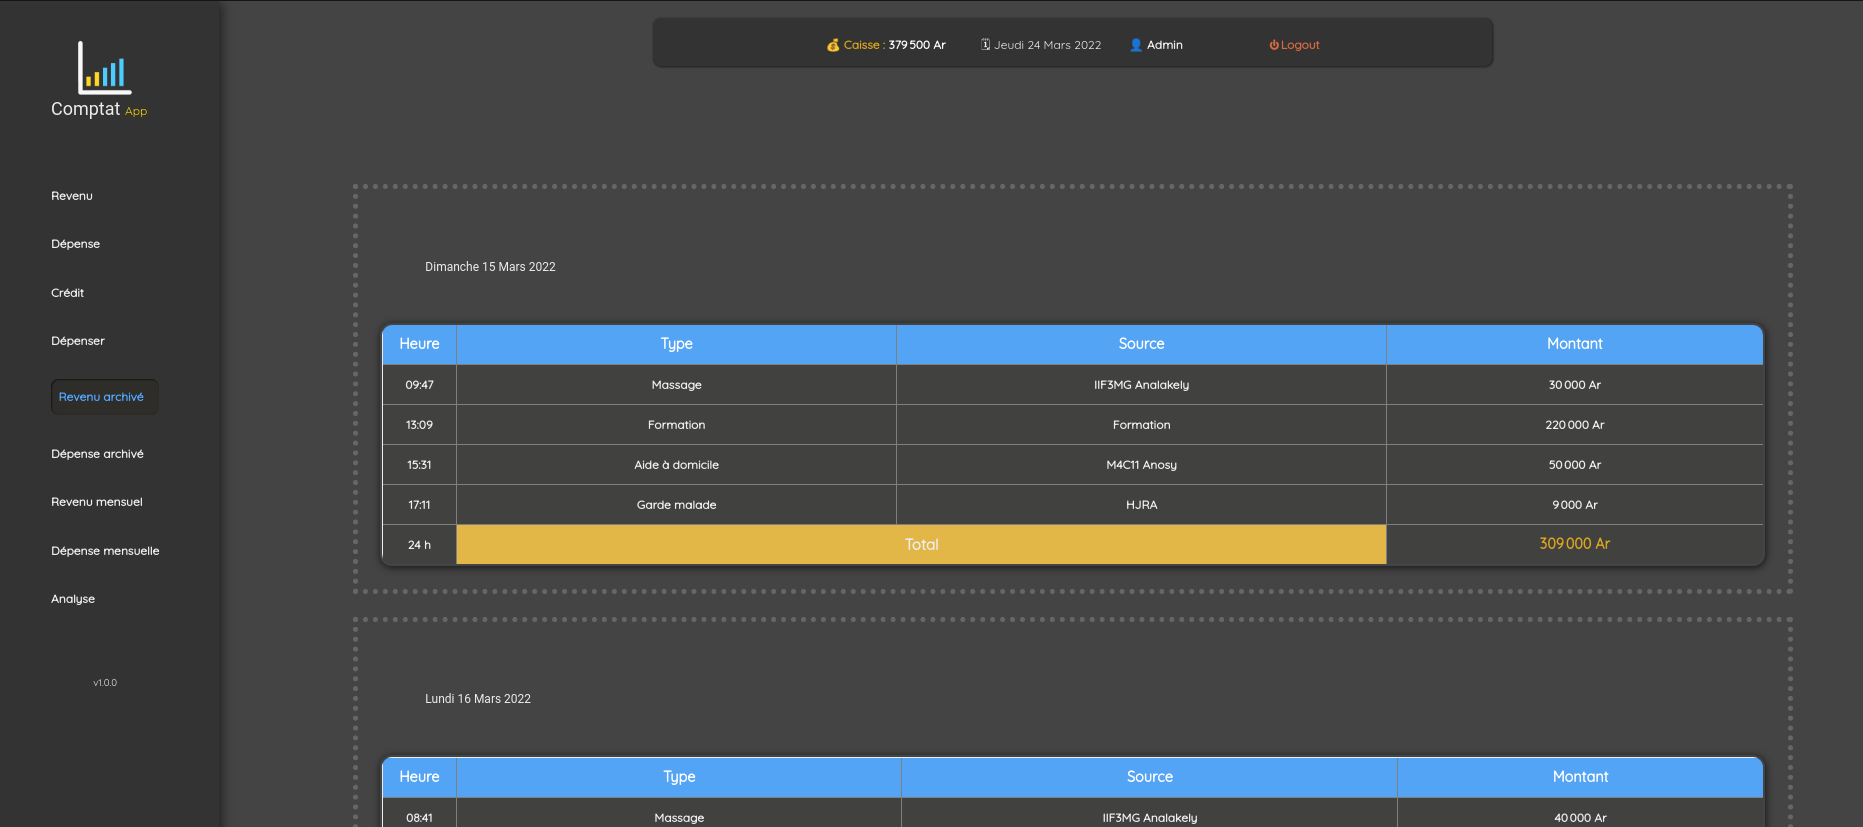 Comptat App
Revenu
Dépense
Crédit
Dépenser
Revenu archivé
Dépense archivé
Revenu mensuel
Dépense mensuelle
Analyse
v1.0.0
Caisse : 379 500 Ar Jeudi 24 Mars 2022 Admin Logout
Dimanche 15 Mars 2022
Heure Type Source Montant
09:47 Massage IIF3MG Analakely 30 000 Ar
13:09 Formation Formation 220 000 Ar
15:31 Aide à domicile M4C11 Anosy 50 000 Ar
17:11 Garde malade HJRA 9 000 Ar
24 h Total 309 000 Ar
Lundi 16 Mars 2022
Heure Type Source Montant
08:41 Massage IIF3MG Analakely 40 000 Ar